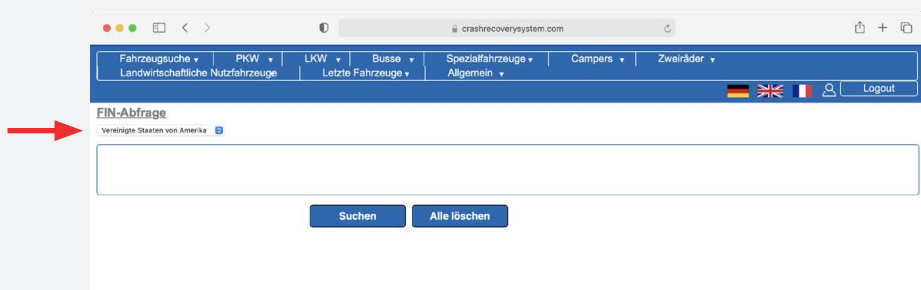 crashrecoverysystem.com
Fahrzeugsuche PKW LKW Busse Spezialfahrzeuge Campers Zweiräder
Landwirtschaftliche Nutzfahrzeuge Letzte Fahrzeuge Allgemein
Logout
FIN-Abfrage
Vereinigte Staaten von Amerika
Suchen Alle löschen